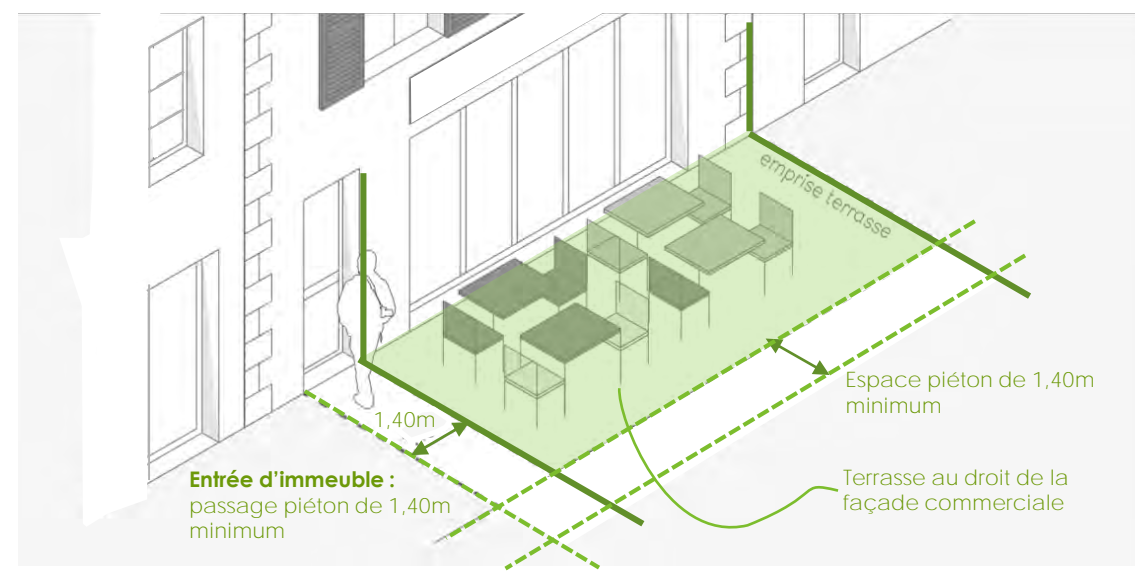 emprise terrasse
1,40m
Espace piéton de 1,40m
minimum
Entrée d'immeuble :
passage piéton de 1,40m
minimum
Terrasse au droit de la
façade commerciale